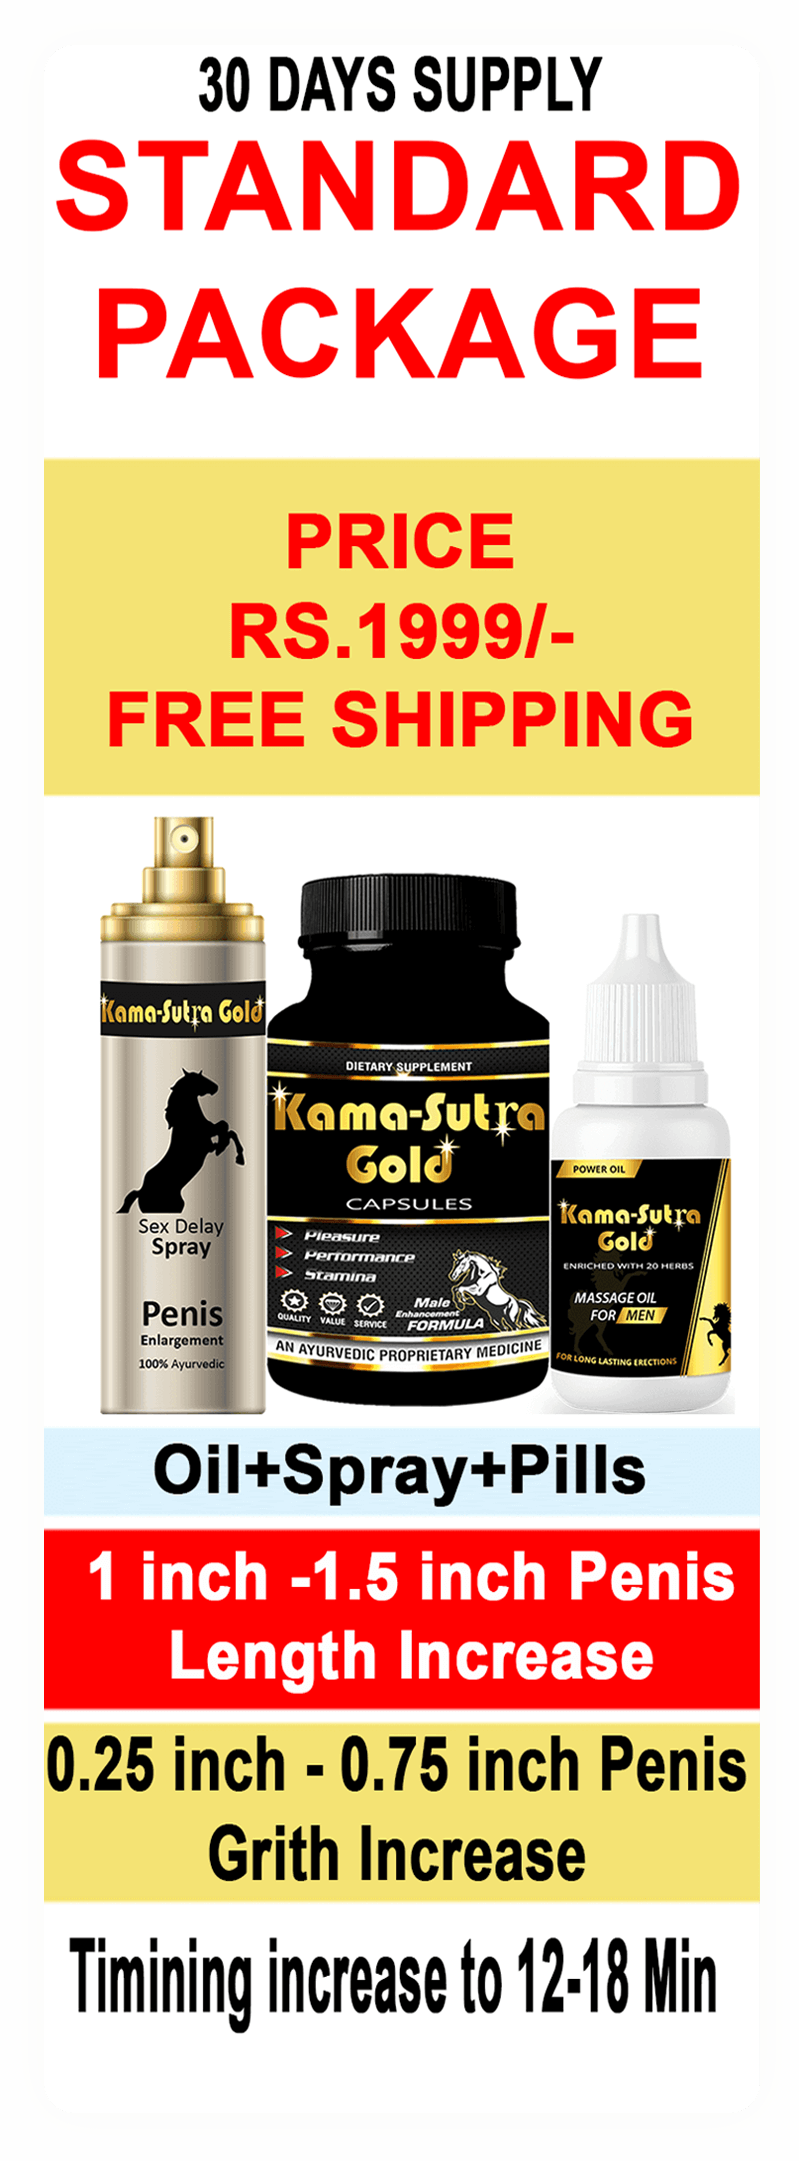 30 DAYS SUPPLY
STANDARD
PACKAGE
PRICE
RS.1999/-
FREE SHIPPING
Kama-Sutra Gold
Sex Delay
Spray
Penis
Enlargement
100% Ayurvedic
DIETARY SUPPLEMENT
Kama-Sutra
Gold
CAPSULES
Pleasure
Performance
Stamina
QUALITY VALUE SERVICE
Male
Enhancement
FORMULA
AN AYURVEDIC PROPRIETARY MEDICINE
POWER OIL
Kama-Sutra
Gold
ENRICHED WITH 20 HERBS
MASSAGE OIL
FOR MEN
FOR LONG LASTING ERECTIONS
Oil+Spray+Pills
1 inch -1.5 inch Penis
Length Increase
0.25 inch - 0.75 inch Penis
Grith Increase
Timining increase to 12-18 Min